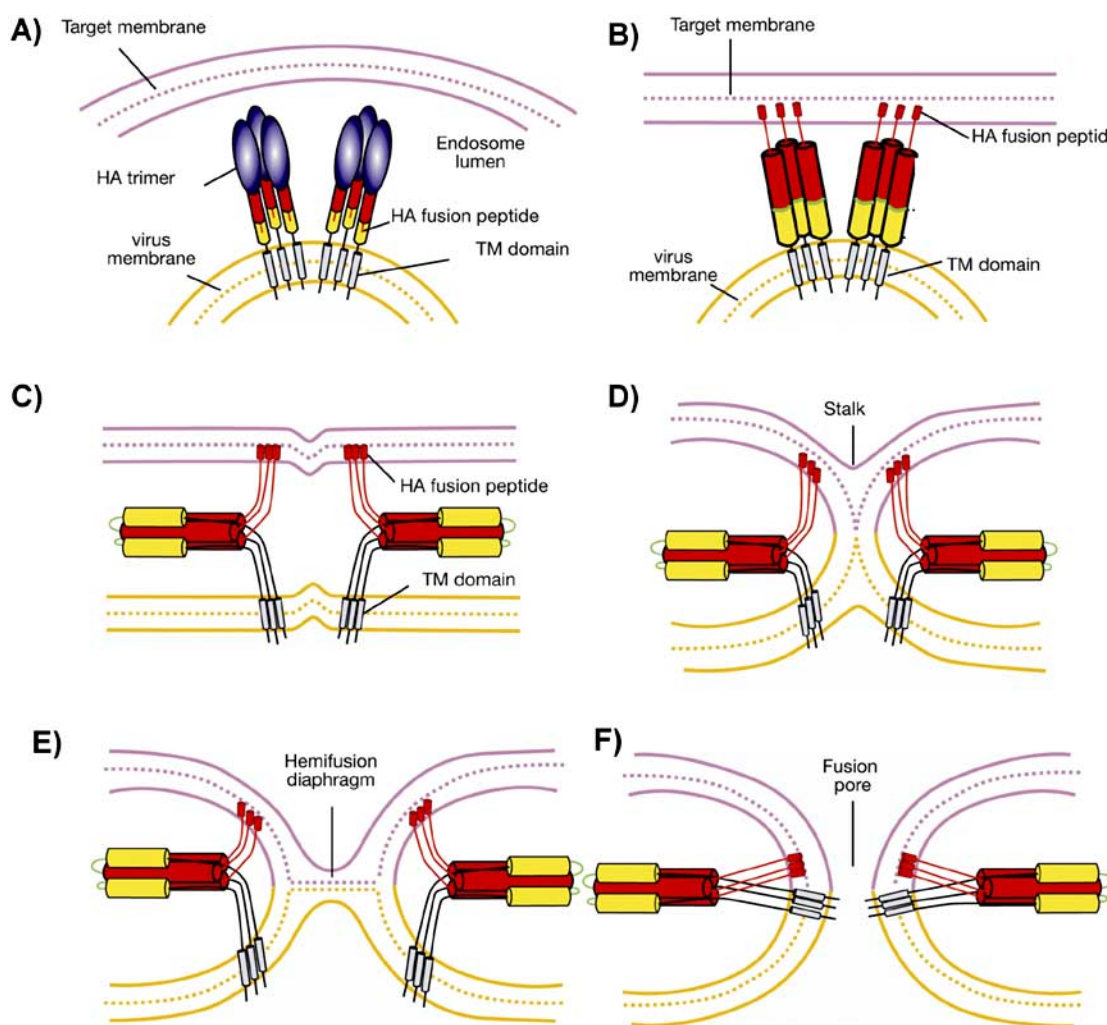 A)
Target membrane
HA trimer
Endosome
lumen
HA fusion peptide
virus
membrane
TM domain
B)
Target membrane
HA fusion peptid
virus
membrane
TM domain
C)
HA fusion peptide
TM domain
D)
Stalk
E)
Hemifusion
diaphragm
F)
Fusion
pore